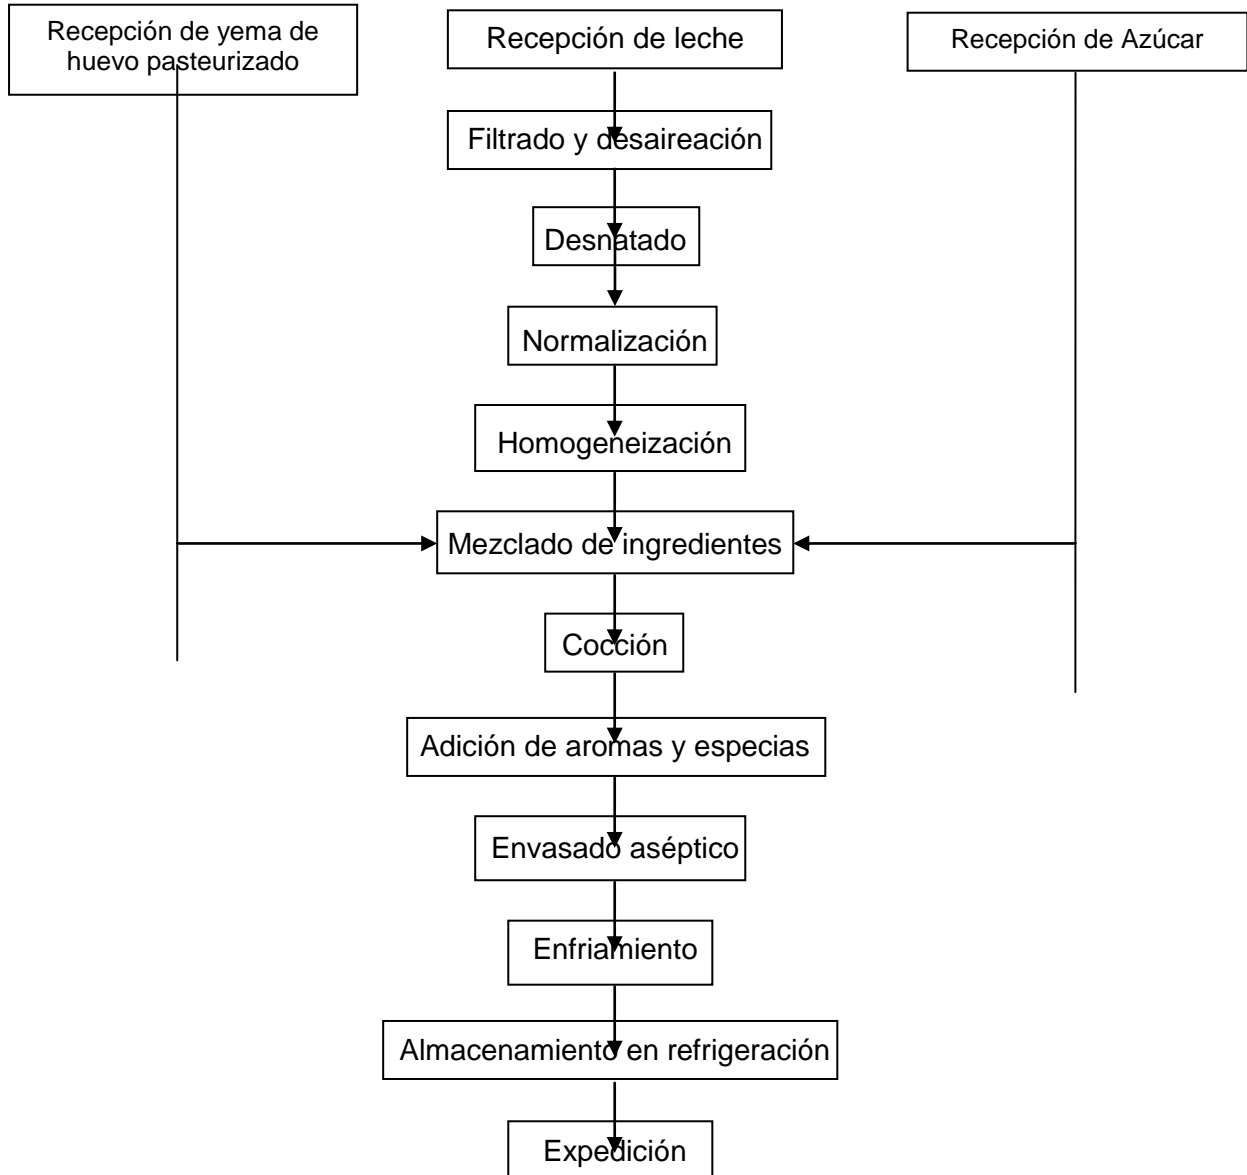 Recepción de yema de
huevo pasteurizado
Recepción de leche
Recepción de Azúcar
Filtrado y desaireación
Desnatado
Normalización
Homogeneización
Mezclado de ingredientes
Cocción
Adición de aromas y especias
Envasado aséptico
Enfriamiento
Almacenamiento en refrigeración
Expedición